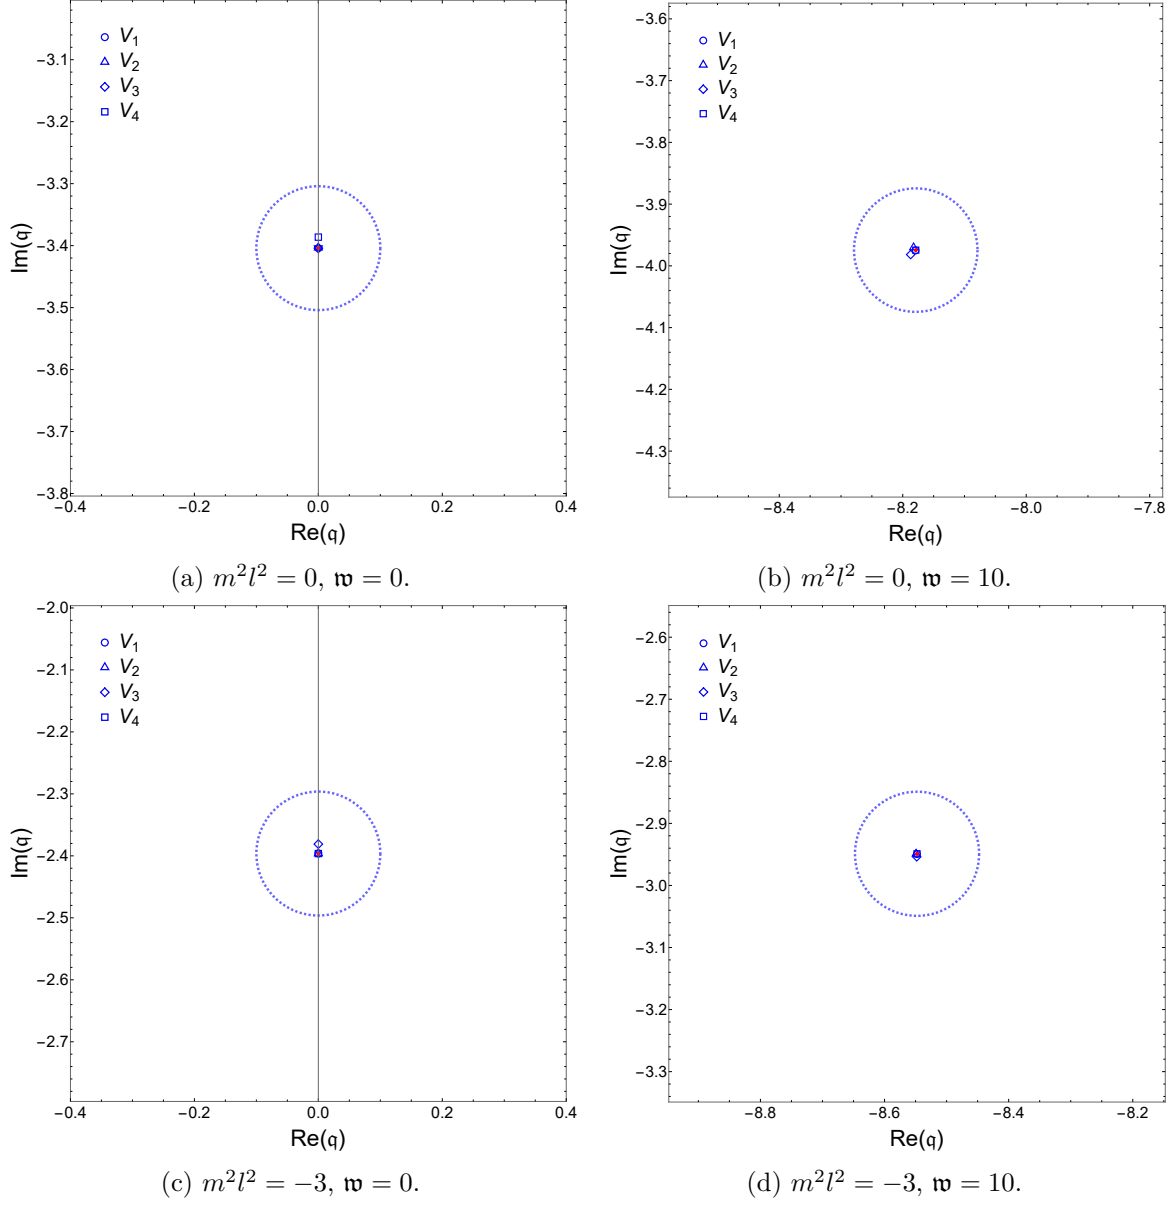 V1
V2
V3
V4
−3.1
−3.2
−3.3
−3.4
−3.5
−3.6
−3.7
−3.8
Im(𝔮)
−0.4
−0.2
0.0
0.2
0.4
Re(𝔮)
(a) m²l² = 0, 𝔴 = 0.
V1
V2
V3
V4
−3.6
−3.7
−3.8
−3.9
−4.0
−4.1
−4.2
−4.3
Im(𝔮)
−8.4
−8.2
−8.0
−7.8
Re(𝔮)
(b) m²l² = 0, 𝔴 = 10.
V1
V2
V3
V4
−2.0
−2.1
−2.2
−2.3
−2.4
−2.5
−2.6
−2.7
Im(𝔮)
−0.4
−0.2
0.0
0.2
0.4
Re(𝔮)
(c) m²l² = −3, 𝔴 = 0.
V1
V2
V3
V4
−2.6
−2.7
−2.8
−2.9
−3.0
−3.1
−3.2
−3.3
Im(𝔮)
−8.8
−8.6
−8.4
−8.2
Re(𝔮)
(d) m²l² = −3, 𝔴 = 10.